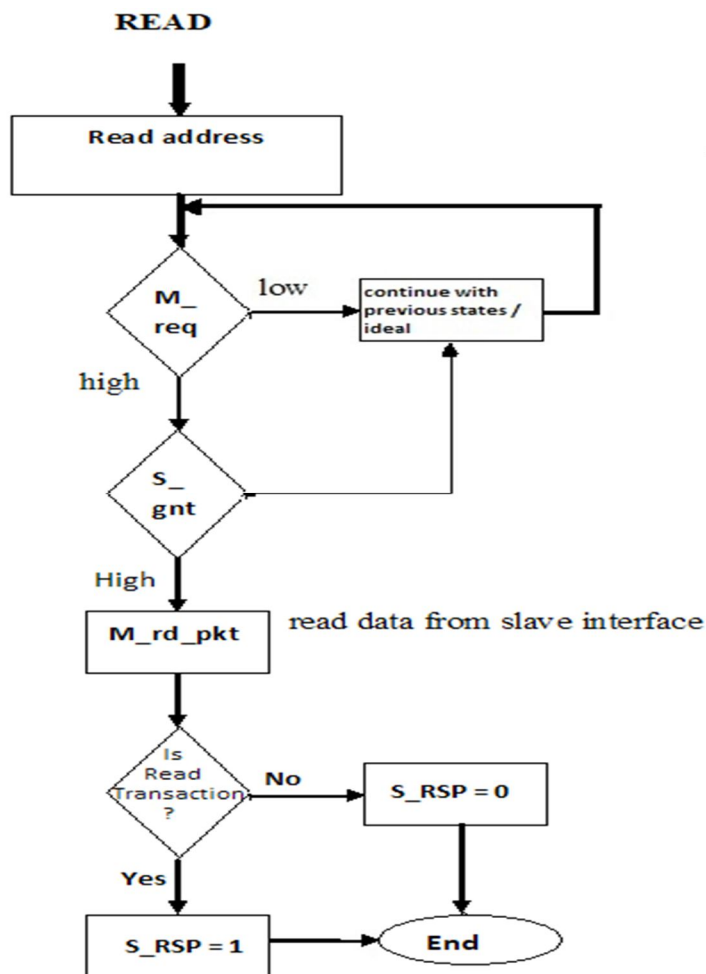 READ
Read address
M_
req
low
continue with
previous states /
ideal
high
S_
gnt
High
M_rd_pkt
read data from slave interface
Is
Read
Transaction
?
No
S_RSP = 0
Yes
S_RSP = 1
End